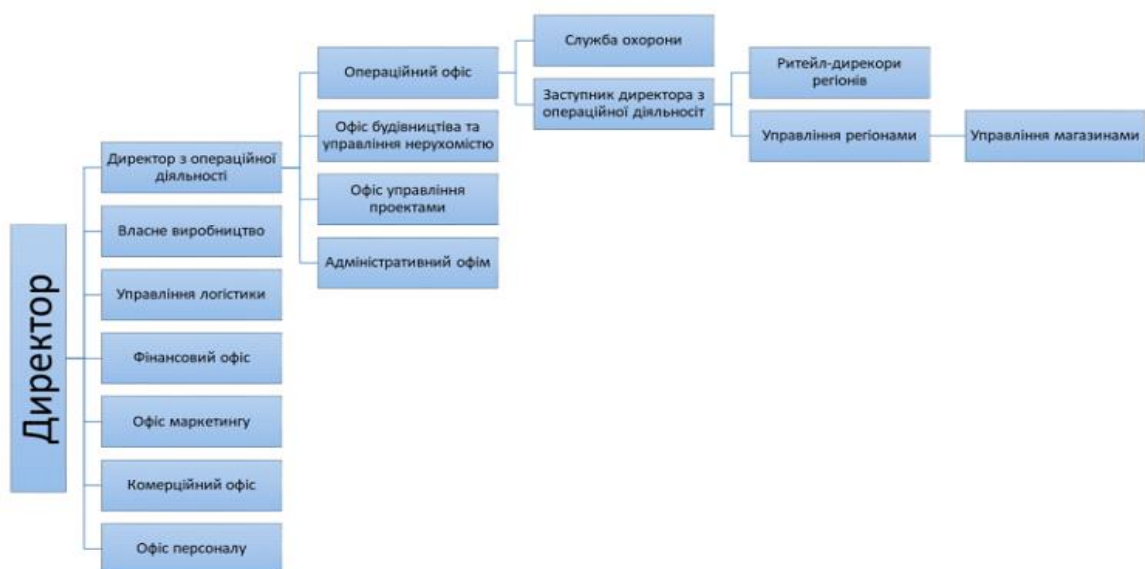 Директор
Директор з операційної
діяльності
Власне виробництво
Управління логістики
Фінансовий офіс
Офіс маркетингу
Комерційний офіс
Офіс персоналу
Операційний офіс
Офіс будівництіва та
управління нерухомістю
Офіс управління
проектами
Адміністративний офім
Служба охорони
Заступник директора з
операційної діяльносіт
Ритейл-дирекори
регіонів
Управління регіонами
Управління магазинами